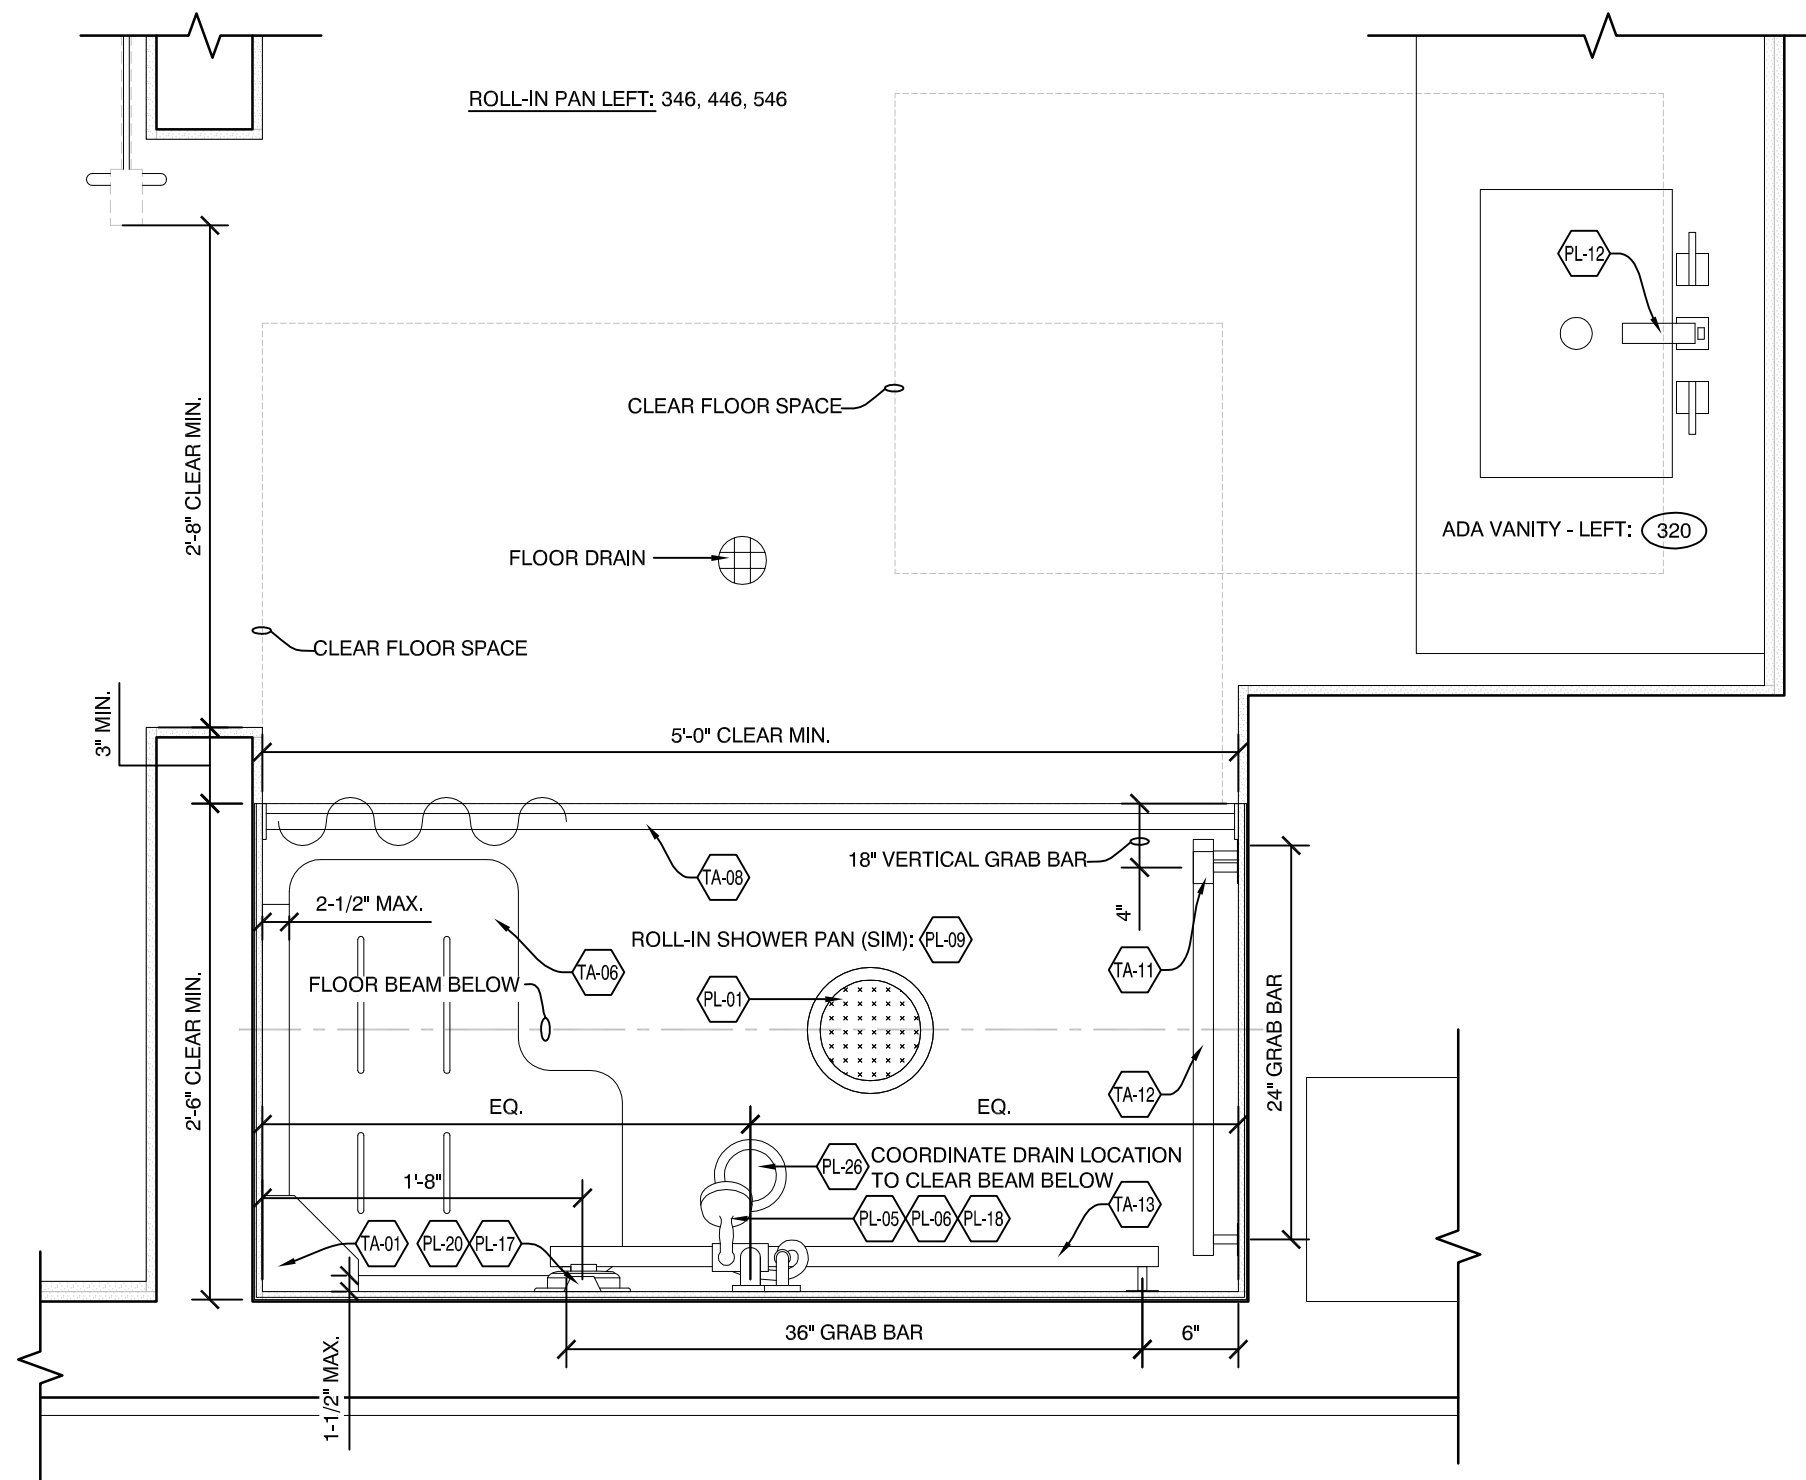 ROLL-IN PAN LEFT: 346, 446, 546
PL-12
CLEAR FLOOR SPACE
2'-8" CLEAR MIN.
ADA VANITY - LEFT: 320
FLOOR DRAIN
CLEAR FLOOR SPACE
3" MIN.
5'-0" CLEAR MIN.
18" VERTICAL GRAB BAR
TA-08
2-1/2" MAX.
4"
ROLL-IN SHOWER PAN (SIM): PL-09
TA-06
TA-11
FLOOR BEAM BELOW
PL-01
2'-6" CLEAR MIN.
24" GRAB BAR
TA-12
EQ.
EQ.
PL-26
COORDINATE DRAIN LOCATION
TO CLEAR BEAM BELOW
1'-8"
TA-13
PL-05 PL-06 PL-18
TA-01 PL-20 PL-17
36" GRAB BAR
6"
1-1/2" MAX.